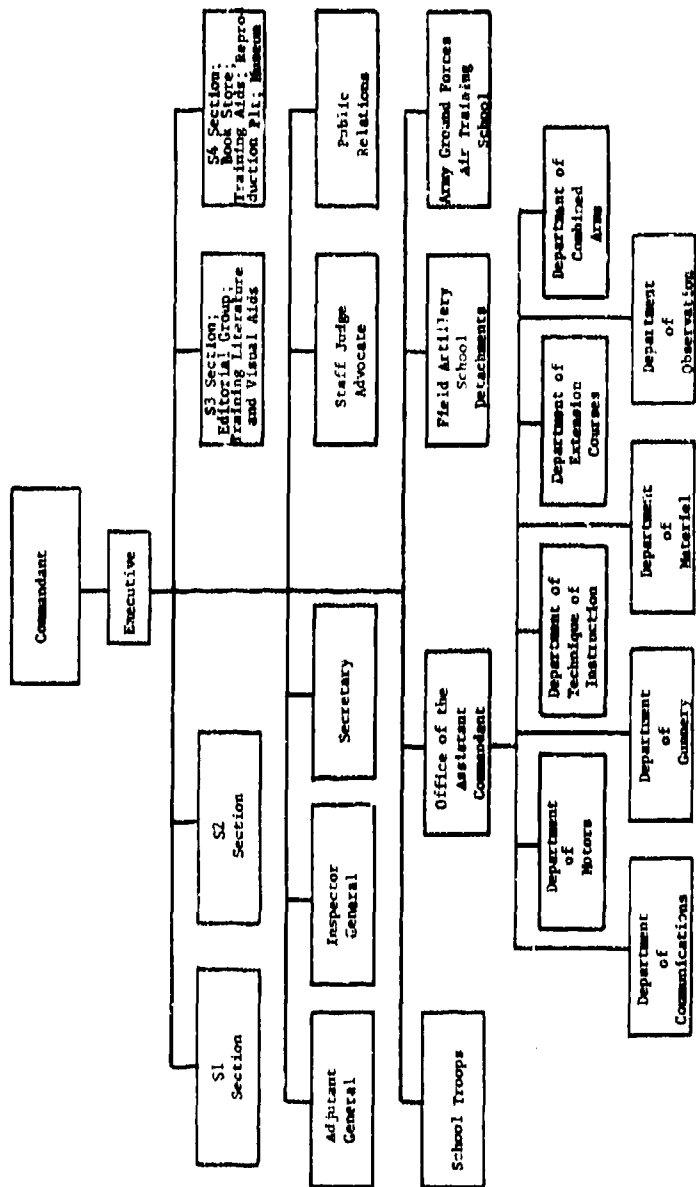 Commandant
Executive
S1
Section
S2
Section
S3 Section;
Editorial Group;
Training Literature
and Visual Aids
S4 Section;
Book Store;
Training Aids; Repro-
duction Plt; Museum
Adjutant
General
Inspector
General
Secretary
Staff Judge
Advocate
Public
Relations
School Troops
Office of the
Assistant
Commandant
Field Artillery
School
Detachments
Army Ground Forces
Air Training
School
Department
of
Motors
Department of
Technique of
Instruction
Department of
Extension
Courses
Department of
Combined
Arms
Department
of
Communications
Department
of
Gunnery
Department
of
Materiel
Department
of
Observation